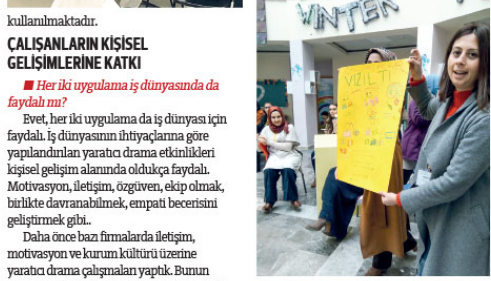 kullanılmaktadır.
ÇALIŞANLARIN KİŞİSEL
GELİŞİMLERİNE KATKI
■ Her iki uygulama iş dünyasında da
faydalı mı?
Evet, her iki uygulama da iş dünyası için
faydalı. İş dünyasının ihtiyaçlarına göre
yapılandırılan yaratıcı drama etkinlikleri
kişisel gelişim alanında oldukça faydalı.
Motivasyon, iletişim, özgüven, ekip olmak,
birlikte davranabilmek, empati becerisini
geliştirmek gibi..
Daha önce bazı firmalarda iletişim,
motivasyon ve kurum kültürü üzerine
yaratıcı drama çalışmaları yaptık. Bunun
WINTER
VIZILTI